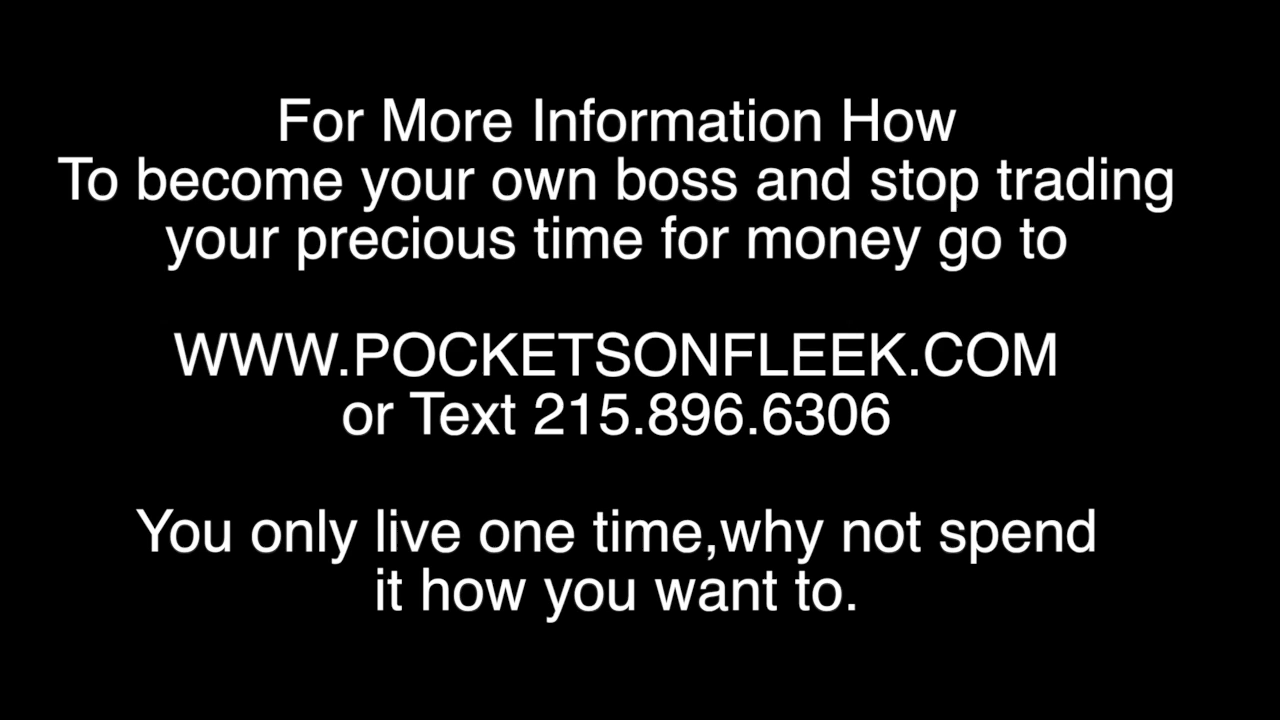 For More Information How
To become your own boss and stop trading
your precious time for money go to
WWW.POCKETSONFLEEK.COM
or Text 215.896.6306
You only live one time,why not spend
it how you want to.